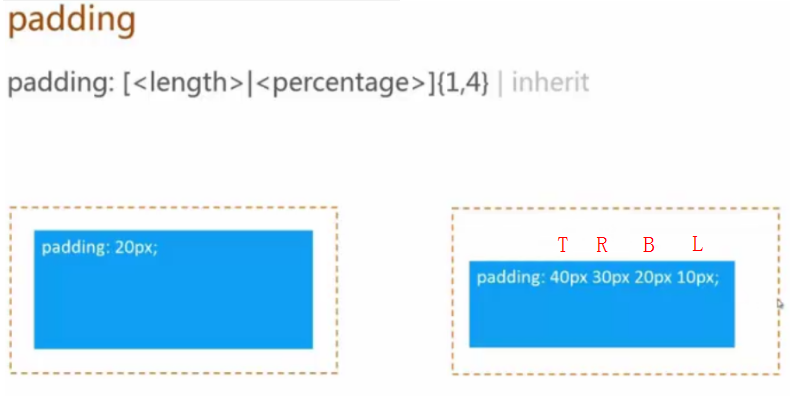 padding
padding: [<length>|<percentage>]{1,4} | inherit
padding: 20px;
T R B L
padding: 40px 30px 20px 10px;